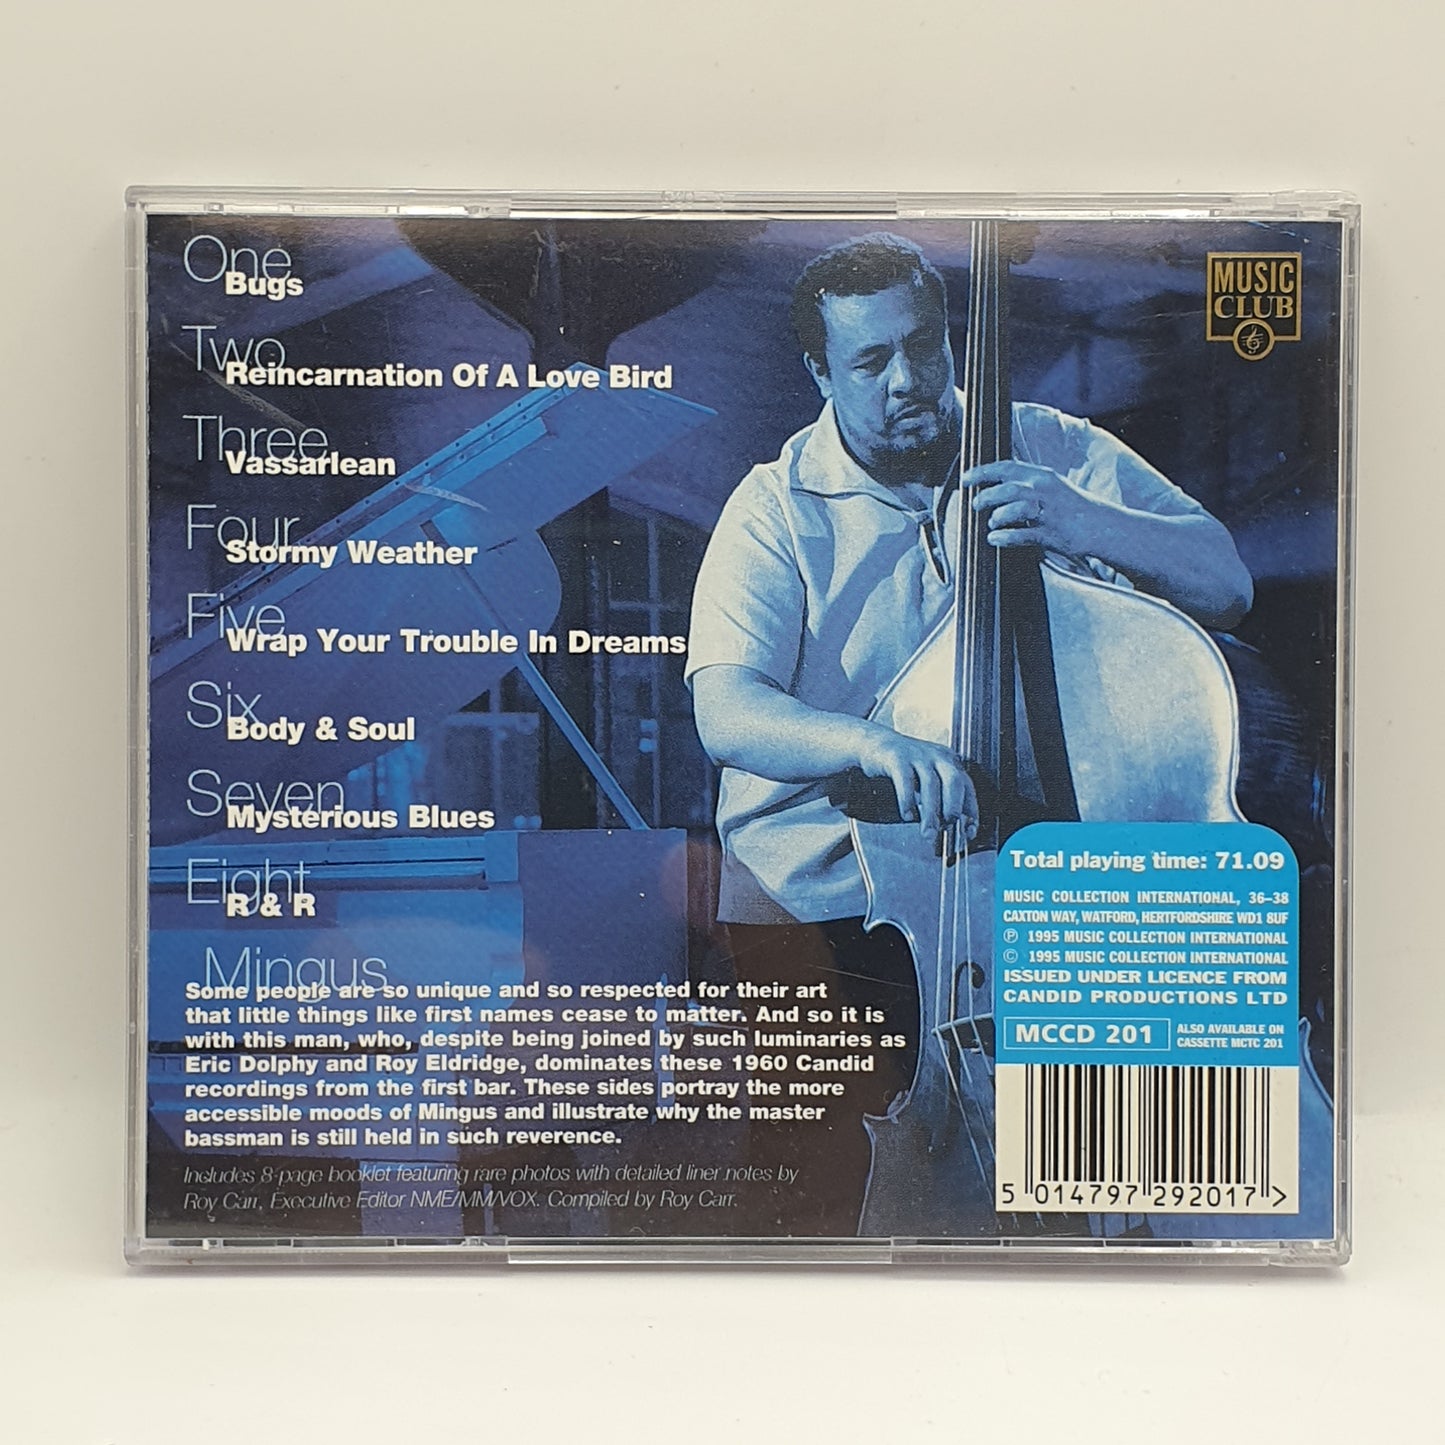 One
Bugs
Two
Reincarnation Of A Love Bird
Three
Vassarlean
Four
Stormy Weather
Five
Wrap Your Trouble In Dreams
Six
Body & Soul
Seven
Mysterious Blues
Eight
R & R
Mingus
Some people are so unique and so respected for their art
that little things like first names cease to matter. And so it is
with this man, who, despite being joined by such luminaries as
Eric Dolphy and Roy Eldridge, dominates these 1960 Candid
recordings from the first bar. These sides portray the more
accessible moods of Mingus and illustrate why the master
bassman is still held in such reverence.
Includes 8-page booklet featuring rare photos with detailed liner notes by
Roy Carr, Executive Editor NME/MM/VOX. Compiled by Roy Carr.
MUSIC
CLUB
Total playing time: 71.09
MUSIC COLLECTION INTERNATIONAL, 36–38
CAXTON WAY, WATFORD, HERTFORDSHIRE WD1 8UF
℗ 1995 MUSIC COLLECTION INTERNATIONAL
© 1995 MUSIC COLLECTION INTERNATIONAL
ISSUED UNDER LICENCE FROM
CANDID PRODUCTIONS LTD
MCCD 201
ALSO AVAILABLE ON
CASSETTE MCTC 201
5 014797 292017 >